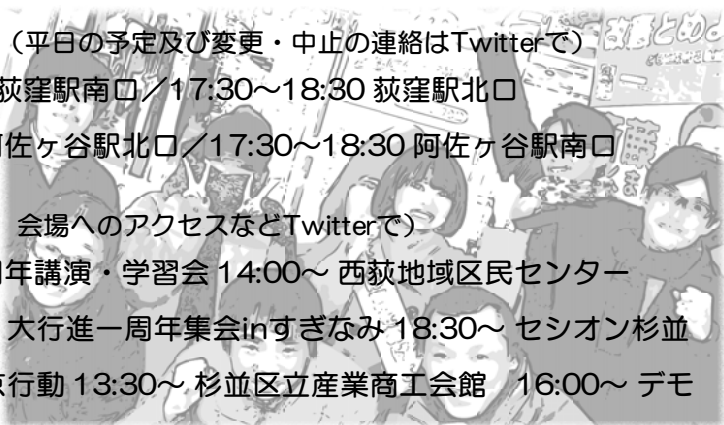 （平日の予定及び変更・中止の連絡はTwitterで）
荻窪駅南口／17:30〜18:30 荻窪駅北口
阿佐ヶ谷駅北口／17:30〜18:30 阿佐ヶ谷駅南口
会場へのアクセスなどTwitterで）
周年講演・学習会 14:00〜 西荻地域区民センター
大行進一周年集会inすぎなみ 18:30〜 セシオン杉並
京行動 13:30〜 杉並区立産業商工会館　16:00〜 デモ